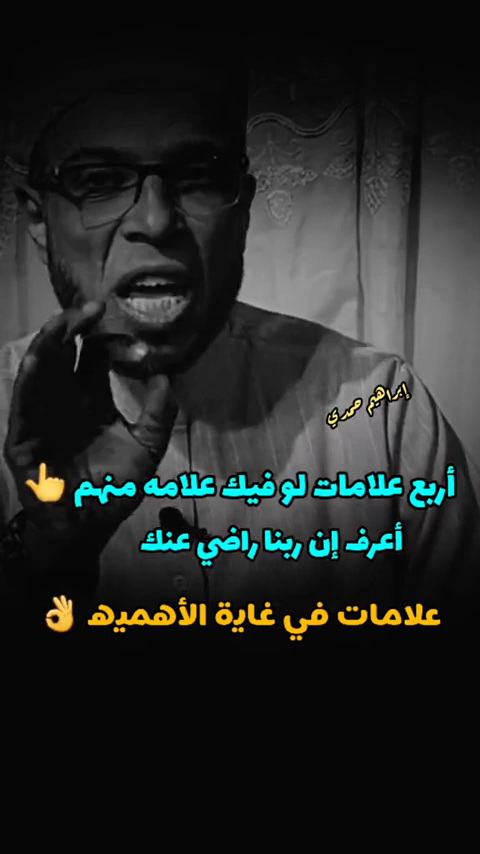 إبراهيم حمدي
أربع علامات لو فيك علامه منهم 👆
أعرف إن ربنا راضي عنك
علامات في غاية الأهميه 👌